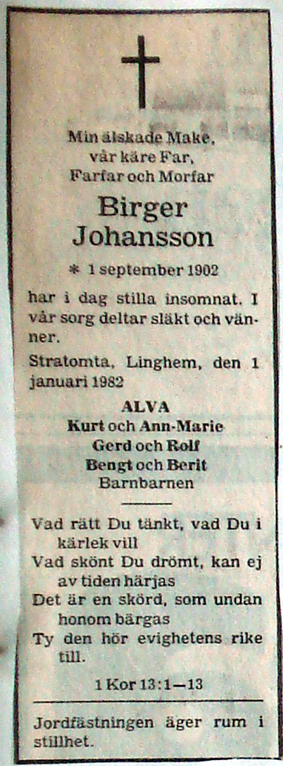 Min älskade Make,
vår käre Far,
Farfar och Morfar
Birger
Johansson
* 1 september 1902
har i dag stilla insomnat. I
vår sorg deltar släkt och vän-
ner.
Stratomta, Linghem, den 1
januari 1982
ALVA
Kurt och Ann-Marie
Gerd och Rolf
Bengt och Berit
Barnbarnen
Vad rätt Du tänkt, vad Du i
kärlek vill
Vad skönt Du drömt, kan ej
av tiden härjas
Det är en skörd, som undan
honom bärgas
Ty den hör evighetens rike
till.
1 Kor 13:1—13
Jordfästningen äger rum i
stillhet.